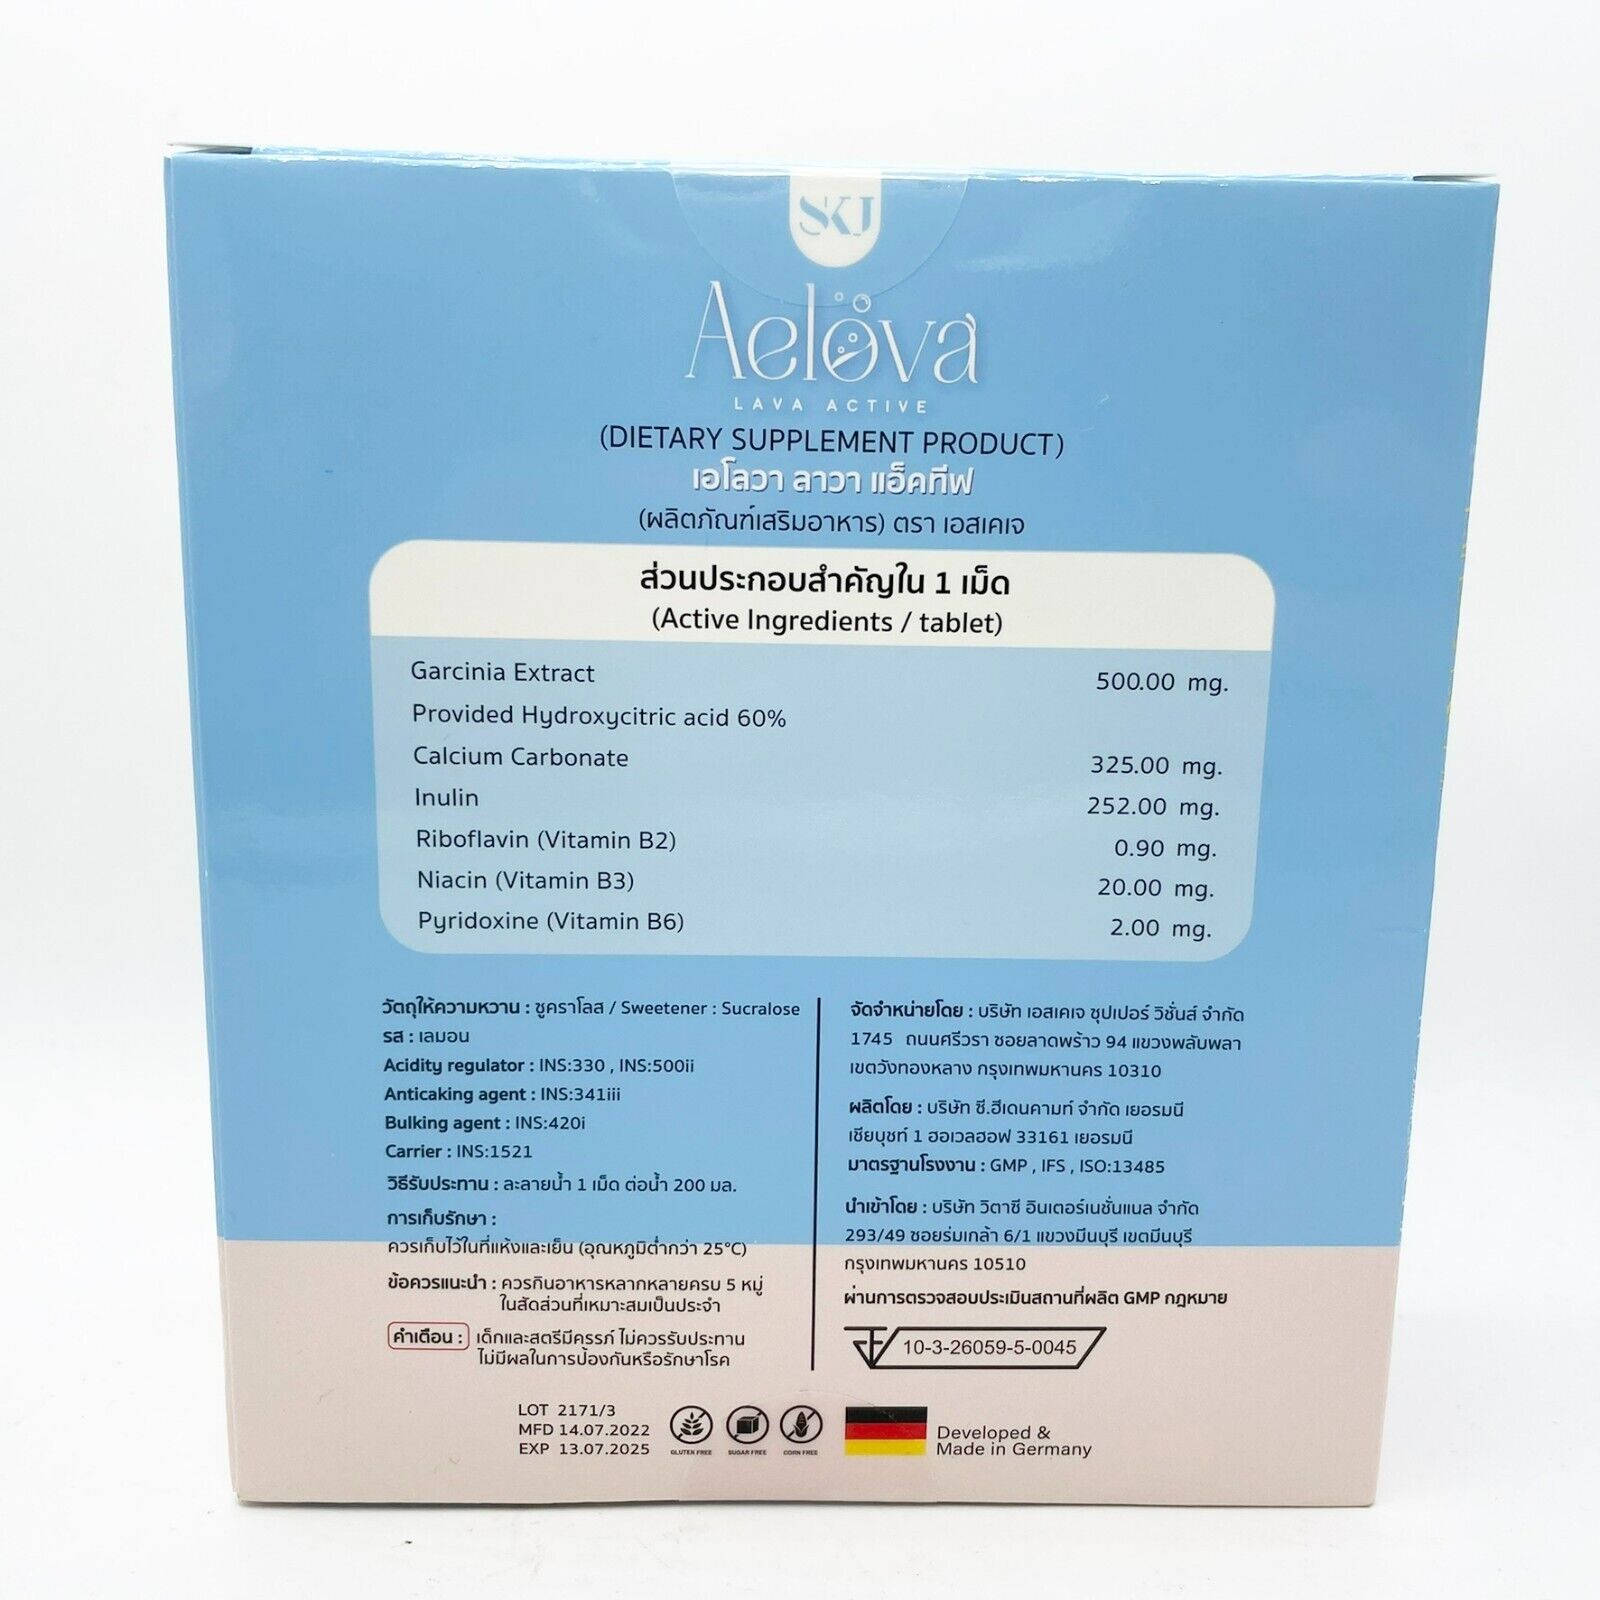 SKJ
Aelova
LAVA ACTIVE
(DIETARY SUPPLEMENT PRODUCT)
เอโลวา ลาวา แอ็คทีฟ
(ผลิตภัณฑ์เสริมอาหาร) ตรา เอสเคเจ
ส่วนประกอบสำคัญใน 1 เม็ด
(Active Ingredients / tablet)
Garcinia Extract 500.00 mg.
Provided Hydroxycitric acid 60%
Calcium Carbonate 325.00 mg.
Inulin 252.00 mg.
Riboflavin (Vitamin B2) 0.90 mg.
Niacin (Vitamin B3) 20.00 mg.
Pyridoxine (Vitamin B6) 2.00 mg.
วัตถุให้ความหวาน : ซูคราโลส / Sweetener : Sucralose
รส : เลมอน
Acidity regulator : INS:330 , INS:500ii
Anticaking agent : INS:341iii
Bulking agent : INS:420i
Carrier : INS:1521
วิธีรับประทาน : ละลายน้ำ 1 เม็ด ต่อน้ำ 200 มล.
การเก็บรักษา :
ควรเก็บไว้ในที่แห้งและเย็น (อุณหภูมิต่ำกว่า 25°C)
ข้อควรแนะนำ : ควรกินอาหารหลากหลายครบ 5 หมู่
ในสัดส่วนที่เหมาะสมเป็นประจำ
คำเตือน : เด็กและสตรีมีครรภ์ ไม่ควรรับประทาน
ไม่มีผลในการป้องกันหรือรักษาโรค
จัดจำหน่ายโดย : บริษัท เอสเคเจ ซุปเปอร์ วิชั่นส์ จำกัด
1745 ถนนศรีวรา ซอยลาดพร้าว 94 แขวงพลับพลา
เขตวังทองหลาง กรุงเทพมหานคร 10310
ผลิตโดย : บริษัท ซี.ฮีเดนคามท์ จำกัด เยอรมนี
เชียบุชท์ 1 ฮอเวลฮอฟ 33161 เยอรมนี
มาตรฐานโรงงาน : GMP , IFS , ISO:13485
นำเข้าโดย : บริษัท วิตาซี อินเตอร์เนชั่นแนล จำกัด
293/49 ซอยร่มเกล้า 6/1 แขวงมีนบุรี เขตมีนบุรี
กรุงเทพมหานคร 10510
ผ่านการตรวจสอบประเมินสถานที่ผลิต GMP กฎหมาย
10-3-26059-5-0045
LOT 2171/3
MFD 14.07.2022
EXP 13.07.2025
GLUTEN FREE
SUGAR FREE
CORN FREE
Developed &
Made in Germany